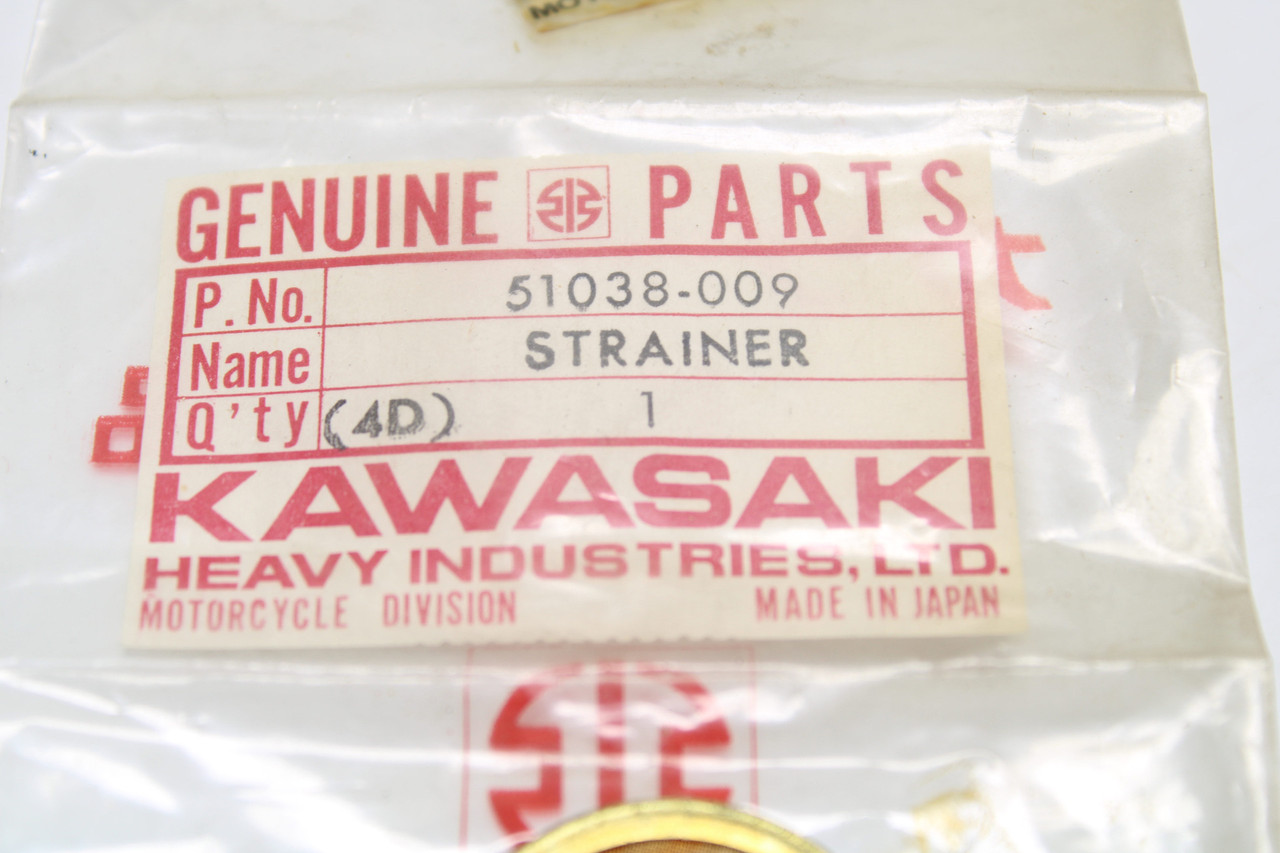 GENUINE PARTS
P. No. 51038-009
Name STRAINER
Q'ty (4D) 1
KAWASAKI
HEAVY INDUSTRIES, LTD.
MOTORCYCLE DIVISION MADE IN JAPAN